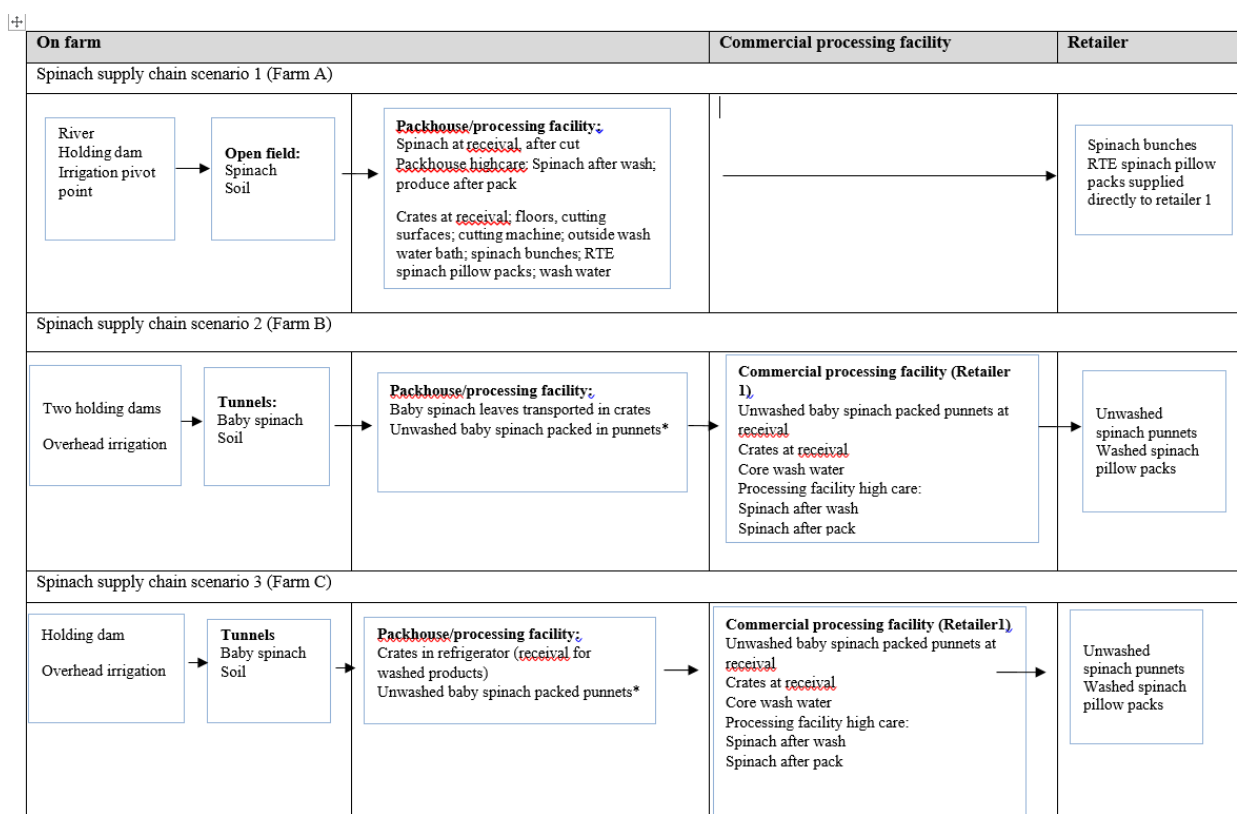 On farm
Commercial processing facility
Retailer
Spinach supply chain scenario 1 (Farm A)
River
Holding dam
Irrigation pivot
point
Open field:
Spinach
Soil
Packhouse/processing facility:
Spinach at receival, after cut
Packhouse highcare: Spinach after wash;
produce after pack
Crates at receival; floors, cutting
surfaces; cutting machine; outside wash
water bath; spinach bunches; RTE
spinach pillow packs; wash water
Spinach bunches
RTE spinach pillow
packs supplied
directly to retailer 1
Spinach supply chain scenario 2 (Farm B)
Two holding dams
Overhead irrigation
Tunnels:
Baby spinach
Soil
Packhouse/processing facility:
Baby spinach leaves transported in crates
Unwashed baby spinach packed in punnets*
Commercial processing facility (Retailer
1)
Unwashed baby spinach packed punnets at
receival
Crates at receival
Core wash water
Processing facility high care:
Spinach after wash
Spinach after pack
Unwashed
spinach punnets
Washed spinach
pillow packs
Spinach supply chain scenario 3 (Farm C)
Holding dam
Overhead irrigation
Tunnels
Baby spinach
Soil
Packhouse/processing facility:
Crates in refrigerator (receival for
washed products)
Unwashed baby spinach packed punnets*
Commercial processing facility (Retailer1)
Unwashed baby spinach packed punnets at
receival
Crates at receival
Core wash water
Processing facility high care:
Spinach after wash
Spinach after pack
Unwashed
spinach punnets
Washed spinach
pillow packs